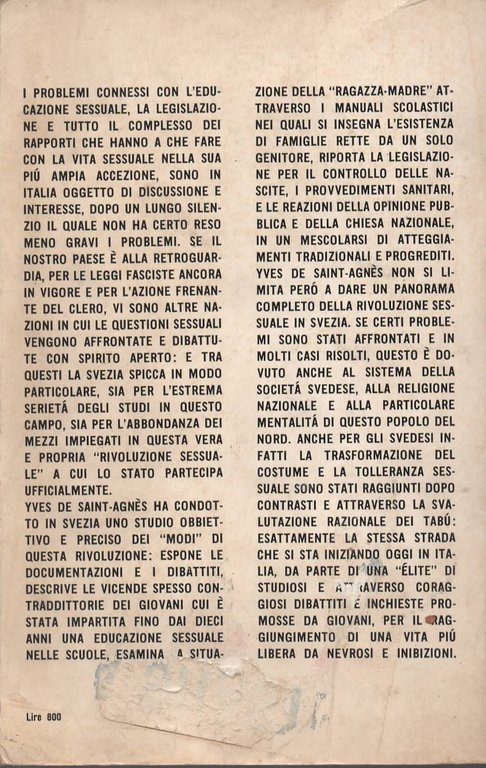 I PROBLEMI CONNESSI CON L'EDU-
CAZIONE SESSUALE, LA LEGISLAZIO-
NE E TUTTO IL COMPLESSO DEI
RAPPORTI CHE HANNO A CHE FARE
CON LA VITA SESSUALE NELLA SUA
PIÚ AMPIA ACCEZIONE, SONO IN
ITALIA OGGETTO DI DISCUSSIONE E
INTERESSE, DOPO UN LUNGO SILEN-
ZIO IL QUALE NON HA CERTO RESO
MENO GRAVI I PROBLEMI. SE IL
NOSTRO PAESE È ALLA RETROGUAR-
DIA, PER LE LEGGI FASCISTE ANCORA
IN VIGORE E PER L'AZIONE FRENAN-
TE DEL CLERO, VI SONO ALTRE NA-
ZIONI IN CUI LE QUESTIONI SESSUALI
VENGONO AFFRONTATE E DIBATTU-
TE CON SPIRITO APERTO: E TRA
QUESTI LA SVEZIA SPICCA IN MODO
PARTICOLARE, SIA PER L'ESTREMA
SERIETÁ DEGLI STUDI IN QUESTO
CAMPO, SIA PER L'ABBONDANZA DEI
MEZZI IMPIEGATI IN QUESTA VERA
E PROPRIA "RIVOLUZIONE SESSUA-
LE" A CUI LO STATO PARTECIPA
UFFICIALMENTE.
YVES DE SAINT-AGNÈS HA CONDOT-
TO IN SVEZIA UNO STUDIO OBBIET-
TIVO E PRECISO DEI "MODI" DI
QUESTA RIVOLUZIONE: ESPONE LE
DOCUMENTAZIONI E I DIBATTITI,
DESCRIVE LE VICENDE SPESSO CON-
TRADDITTORIE DEI GIOVANI CUI È
STATA IMPARTITA FINO DAI DIECI
ANNI UNA EDUCAZIONE SESSUALE
NELLE SCUOLE, ESAMINA A SITUA-
ZIONE DELLA "RAGAZZA-MADRE" AT-
TRAVERSO I MANUALI SCOLASTICI
NEI QUALI SI INSEGNA L'ESISTENZA
DI FAMIGLIE RETTE DA UN SOLO
GENITORE, RIPORTA LA LEGISLAZIO-
NE PER IL CONTROLLO DELLE NA-
SCITE, I PROVVEDIMENTI SANITARI,
E LE REAZIONI DELLA OPINIONE PUB-
BLICA E DELLA CHIESA NAZIONALE,
IN UN MESCOLARSI DI ATTEGGIA-
MENTI TRADIZIONALI E PROGREDITI.
YVES DE SAINT-AGNÈS NON SI LI-
MITA PERÓ A DARE UN PANORAMA
COMPLETO DELLA RIVOLUZIONE SES-
SUALE IN SVEZIA. SE CERTI PROBLE-
MI SONO STATI AFFRONTATI E IN
MOLTI CASI RISOLTI, QUESTO È DO-
VUTO ANCHE AL SISTEMA DELLA
SOCIETÁ SVEDESE, ALLA RELIGIONE
NAZIONALE E ALLA PARTICOLARE
MENTALITÁ DI QUESTO POPOLO DEL
NORD. ANCHE PER GLI SVEDESI IN-
FATTI LA TRASFORMAZIONE DEL
COSTUME E LA TOLLERANZA SES-
SUALE SONO STATI RAGGIUNTI DOPO
CONTRASTI E ATTRAVERSO LA SVA-
LUTAZIONE RAZIONALE DEI TABÚ:
ESATTAMENTE LA STESSA STRADA
CHE SI STA INIZIANDO OGGI IN ITA-
LIA, DA PARTE DI UNA "ÉLITE" DI
STUDIOSI E ATTRAVERSO CORAG-
GIOSI DIBATTITI E INCHIESTE PRO-
MOSSE DA GIOVANI, PER IL RAG-
GIUNGIMENTO DI UNA VITA PIÚ
LIBERA DA NEVROSI E INIBIZIONI.
Lire 800